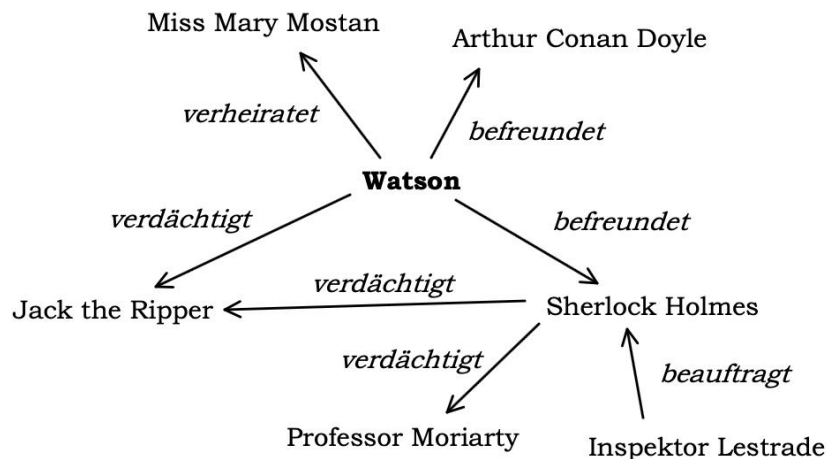 Miss Mary Mostan
Arthur Conan Doyle
verheiratet
befreundet
Watson
verdächtigt
befreundet
verdächtigt
Jack the Ripper
Sherlock Holmes
verdächtigt
beauftragt
Professor Moriarty
Inspektor Lestrade